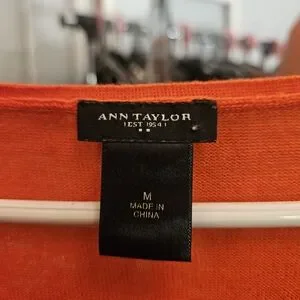 ANN TAYLOR
EST 1954
M
MADE IN
CHINA